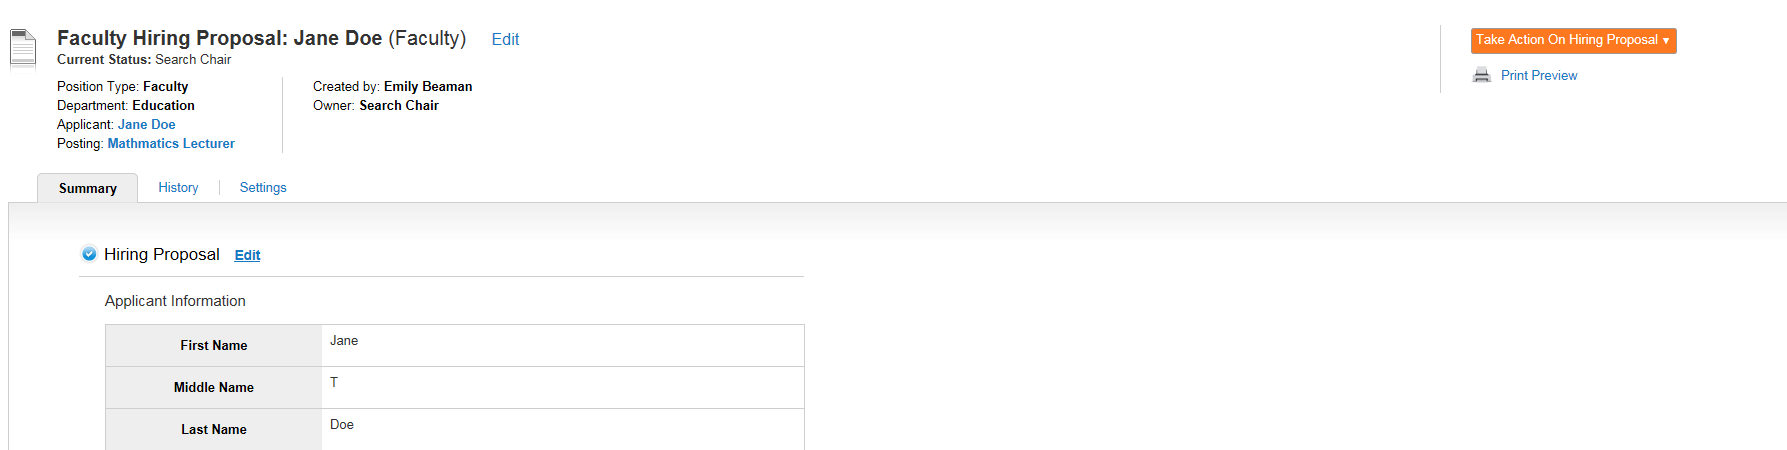 Faculty Hiring Proposal: Jane Doe (Faculty) Edit
Current Status: Search Chair
Position Type: Faculty
Department: Education
Applicant: Jane Doe
Posting: Mathmatics Lecturer
Created by: Emily Beaman
Owner: Search Chair
Take Action On Hiring Proposal ▾
Print Preview
Summary History Settings
Hiring Proposal Edit
Applicant Information
First Name Jane
Middle Name T
Last Name Doe